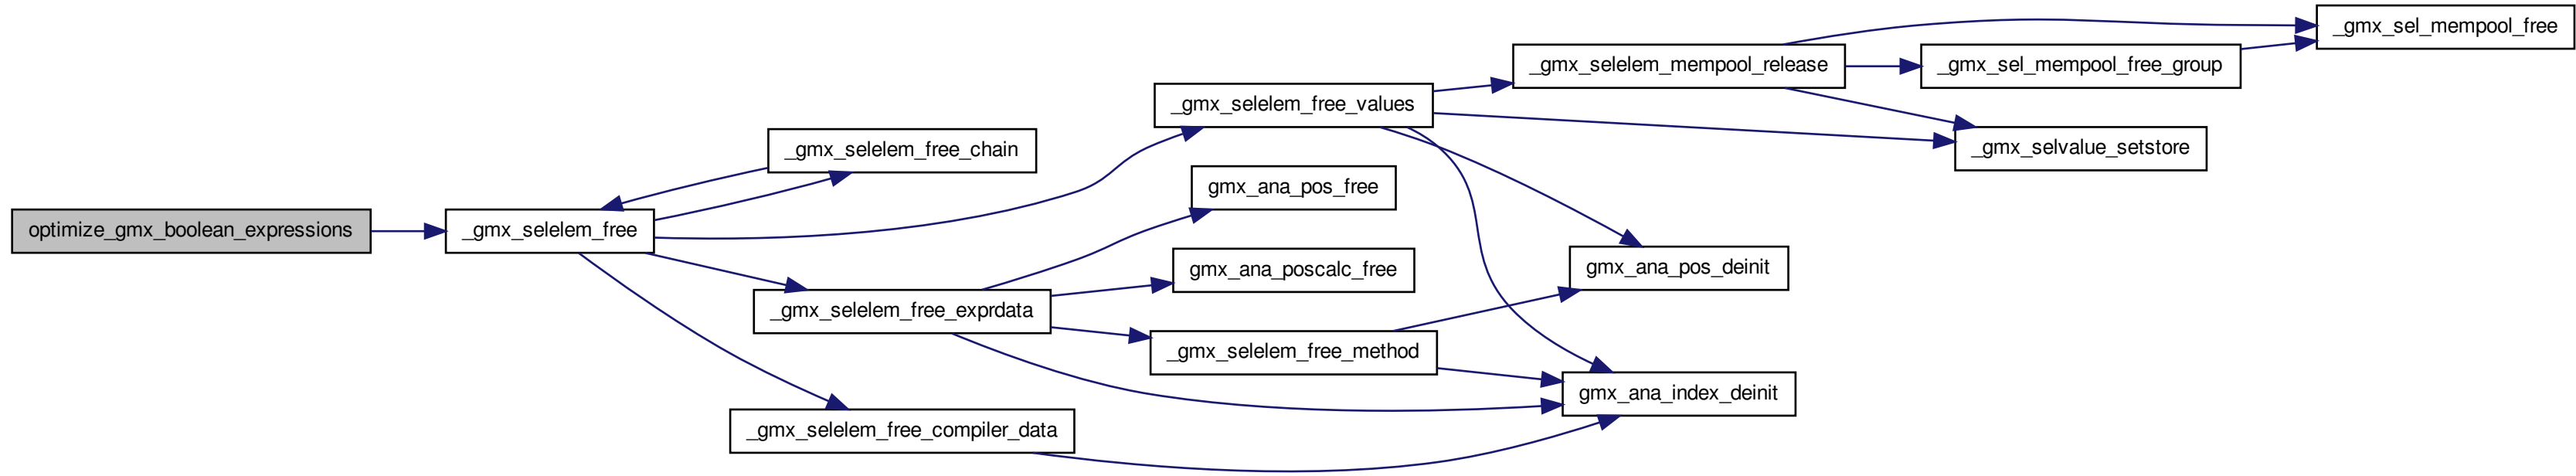 optimize_gmx_boolean_expressions
_gmx_selelem_free
_gmx_selelem_free_chain
_gmx_selelem_free_exprdata
_gmx_selelem_free_compiler_data
_gmx_selelem_free_values
gmx_ana_pos_free
gmx_ana_poscalc_free
_gmx_selelem_free_method
_gmx_selelem_mempool_release
gmx_ana_pos_deinit
gmx_ana_index_deinit
_gmx_sel_mempool_free_group
_gmx_selvalue_setstore
_gmx_sel_mempool_free